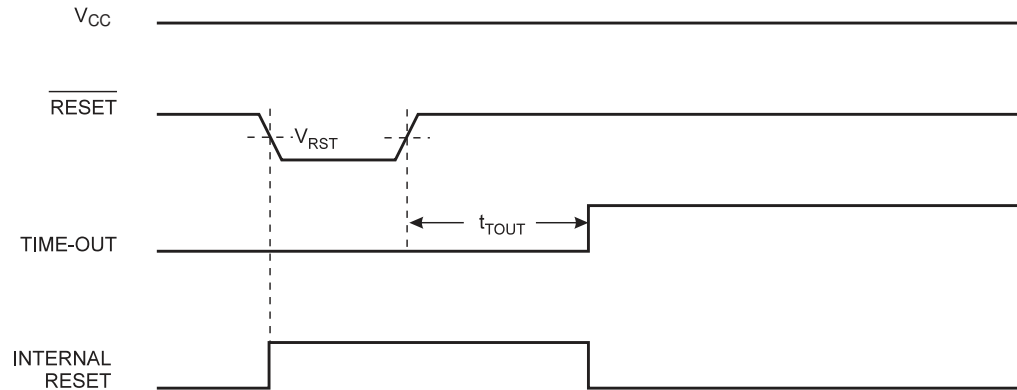 VCC
RESET
VRST
tTOUT
TIME-OUT
INTERNAL
RESET